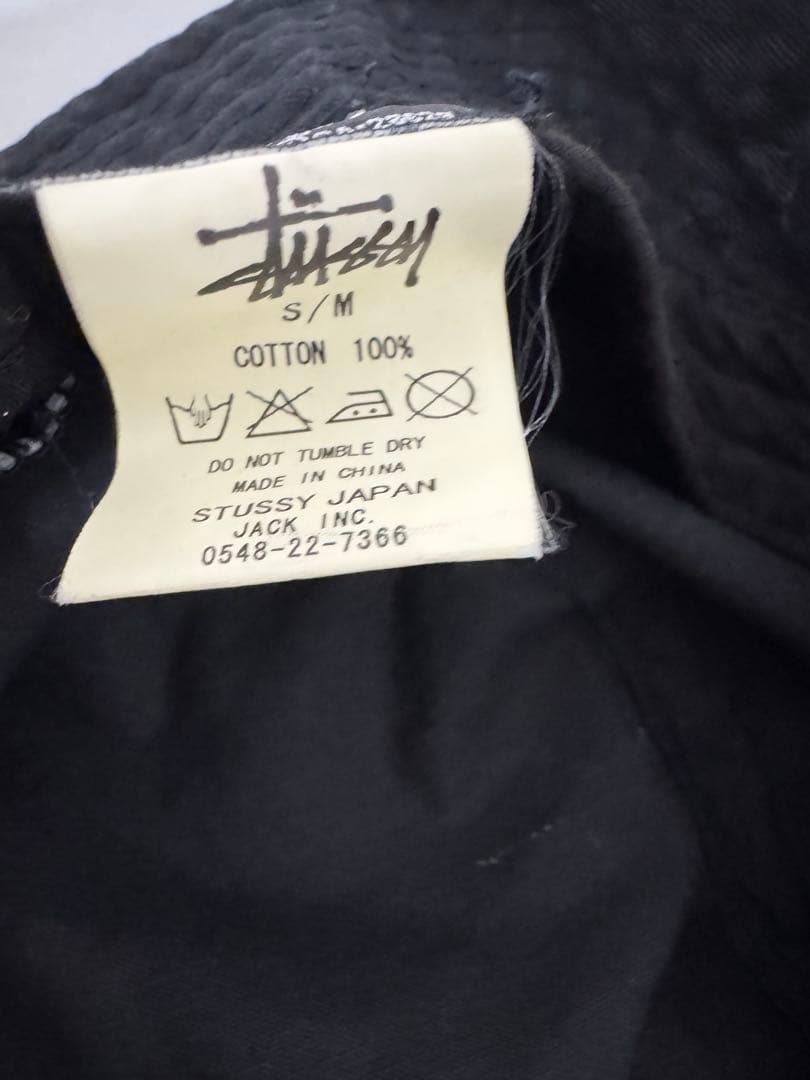 Stüssy
S/M
COTTON 100%
DO NOT TUMBLE DRY
MADE IN CHINA
STUSSY JAPAN
JACK INC.
0548-22-7366